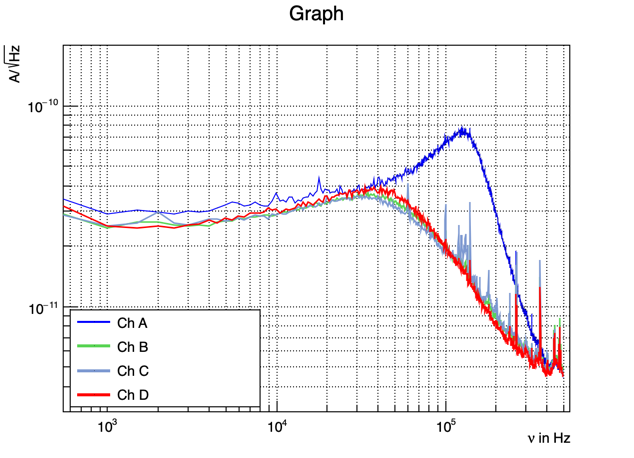 Graph
A/√Hz
10⁻¹⁰
10⁻¹¹
Ch A
Ch B
Ch C
Ch D
10³ 10⁴ 10⁵
ν in Hz